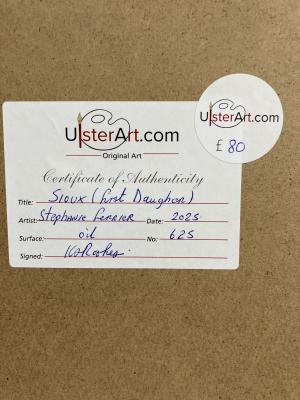 UlsterArt.com
Original Art
Certificate of Authenticity
Title: Sioux (First Daughter)
Artist: Stephanie Ferrier Date: 2025
Surface: oil No: 625
Signed:
UlsterArt.com
£ 80